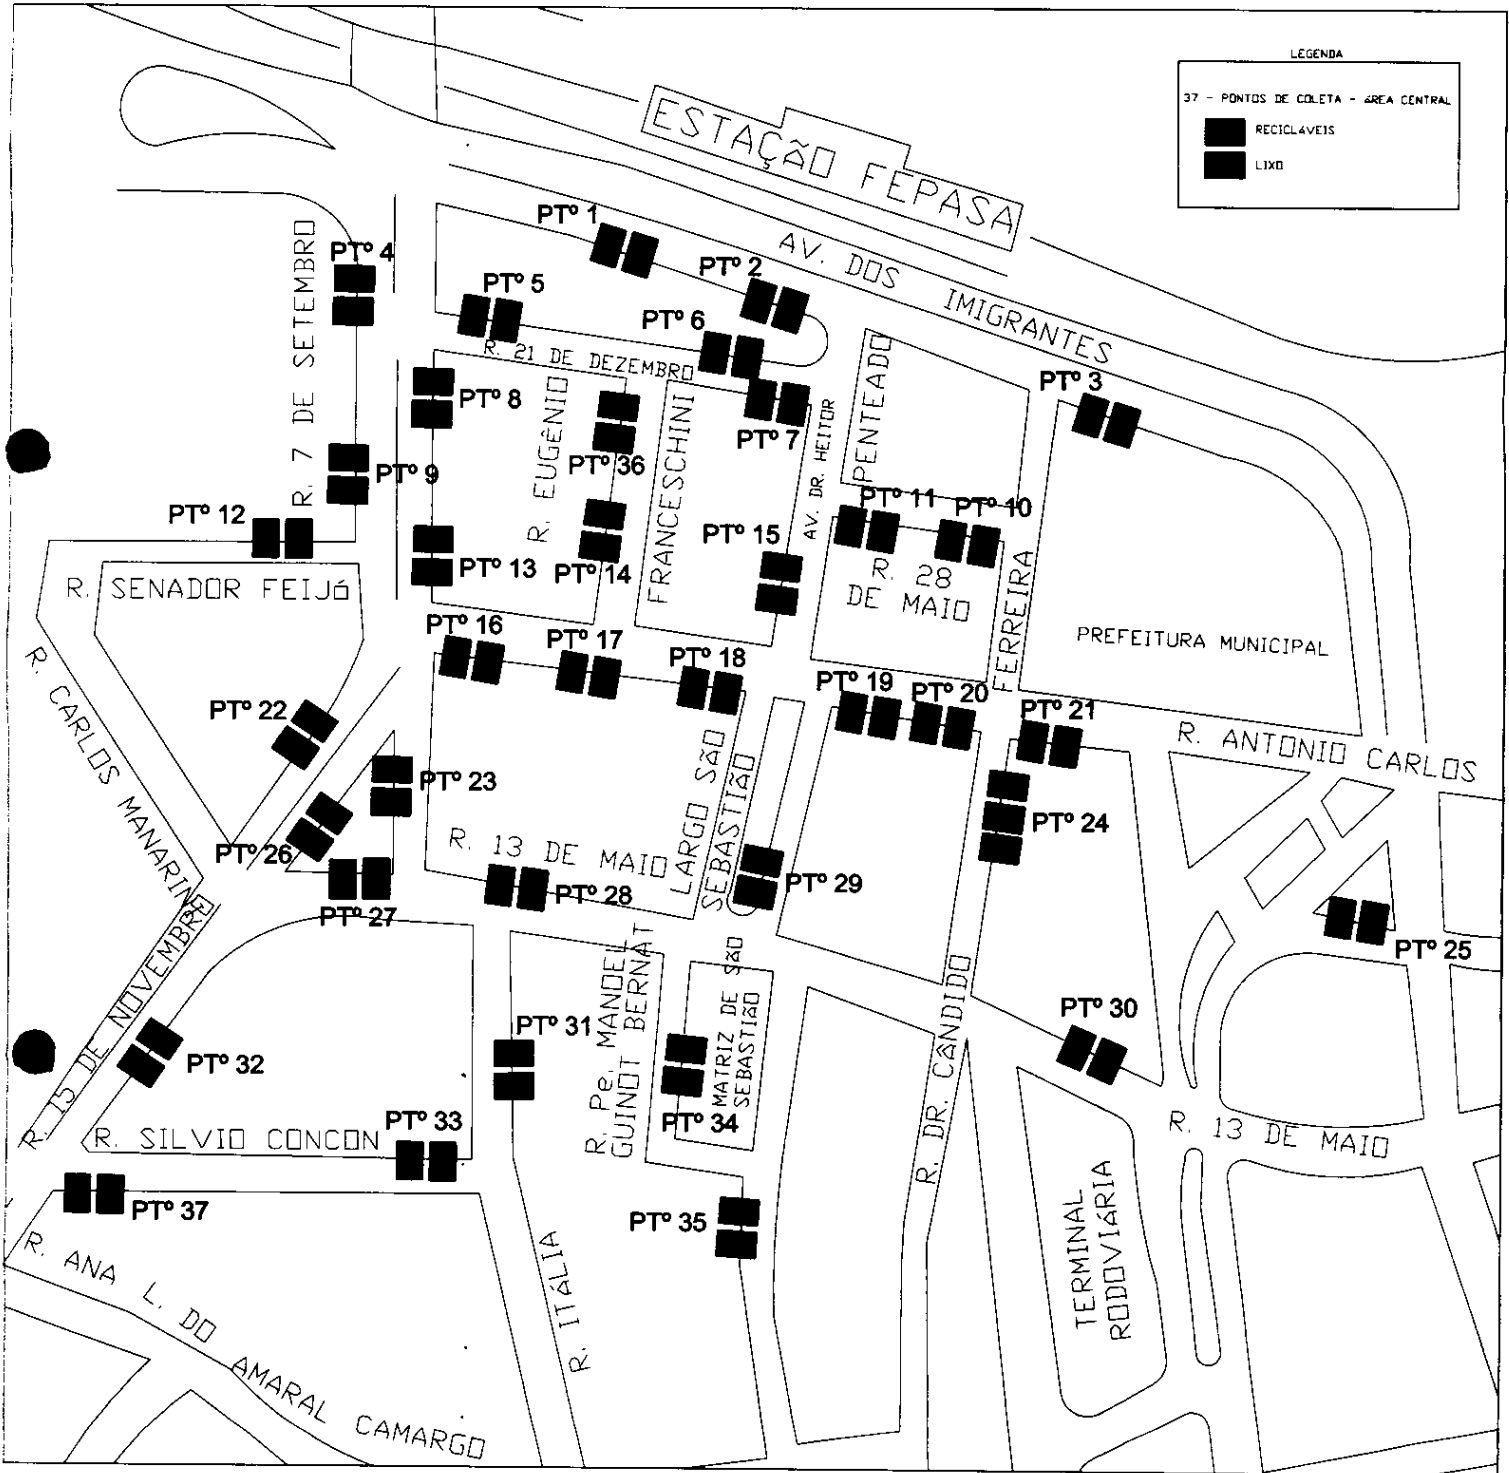 LEGENDA
37 - PONTOS DE COLETA - ÁREA CENTRAL
RECICLÁVEIS
LIXO
ESTAÇÃO FEPASA
AV. DOS IMIGRANTES
PTº 1
PTº 2
PTº 3
PTº 4
R. 7 DE SETEMBRO
PTº 5
PTº 6
R. 21 DE DEZEMBRO
PTº 7
PTº 8
PTº 9
R. EUGÊNIO
FRANCESCHINI
PTº 36
AV. DR. HEITOR
PENTEADO
PTº 11
PTº 10
PTº 12
PTº 13
PTº 14
PTº 15
R. 28
DE MAIO
FERREIRA
PREFEITURA MUNICIPAL
R. SENADOR FEIJÓ
PTº 16
PTº 17
PTº 18
PTº 19
PTº 20
PTº 21
R. ANTONIO CARLOS
R. CARLOS MANARINI
PTº 22
PTº 23
PTº 24
R. 13 DE MAIO
LARGO SÃO
SEBASTIÃO
PTº 26
PTº 27
PTº 28
PTº 29
PTº 25
R. 15 DE NOVEMBRO
R. Pe. MANOEL
GUINOT BERNAT
MATRIZ DE SÃO
SEBASTIÃO
R. DR. CÂNDIDO
PTº 30
PTº 31
PTº 32
PTº 33
PTº 34
R. SILVIO CONCON
R. 13 DE MAIO
PTº 37
PTº 35
TERMINAL
RODOVIÁRIA
R. ITÁLIA
R. ANA L. DO AMARAL CAMARGO